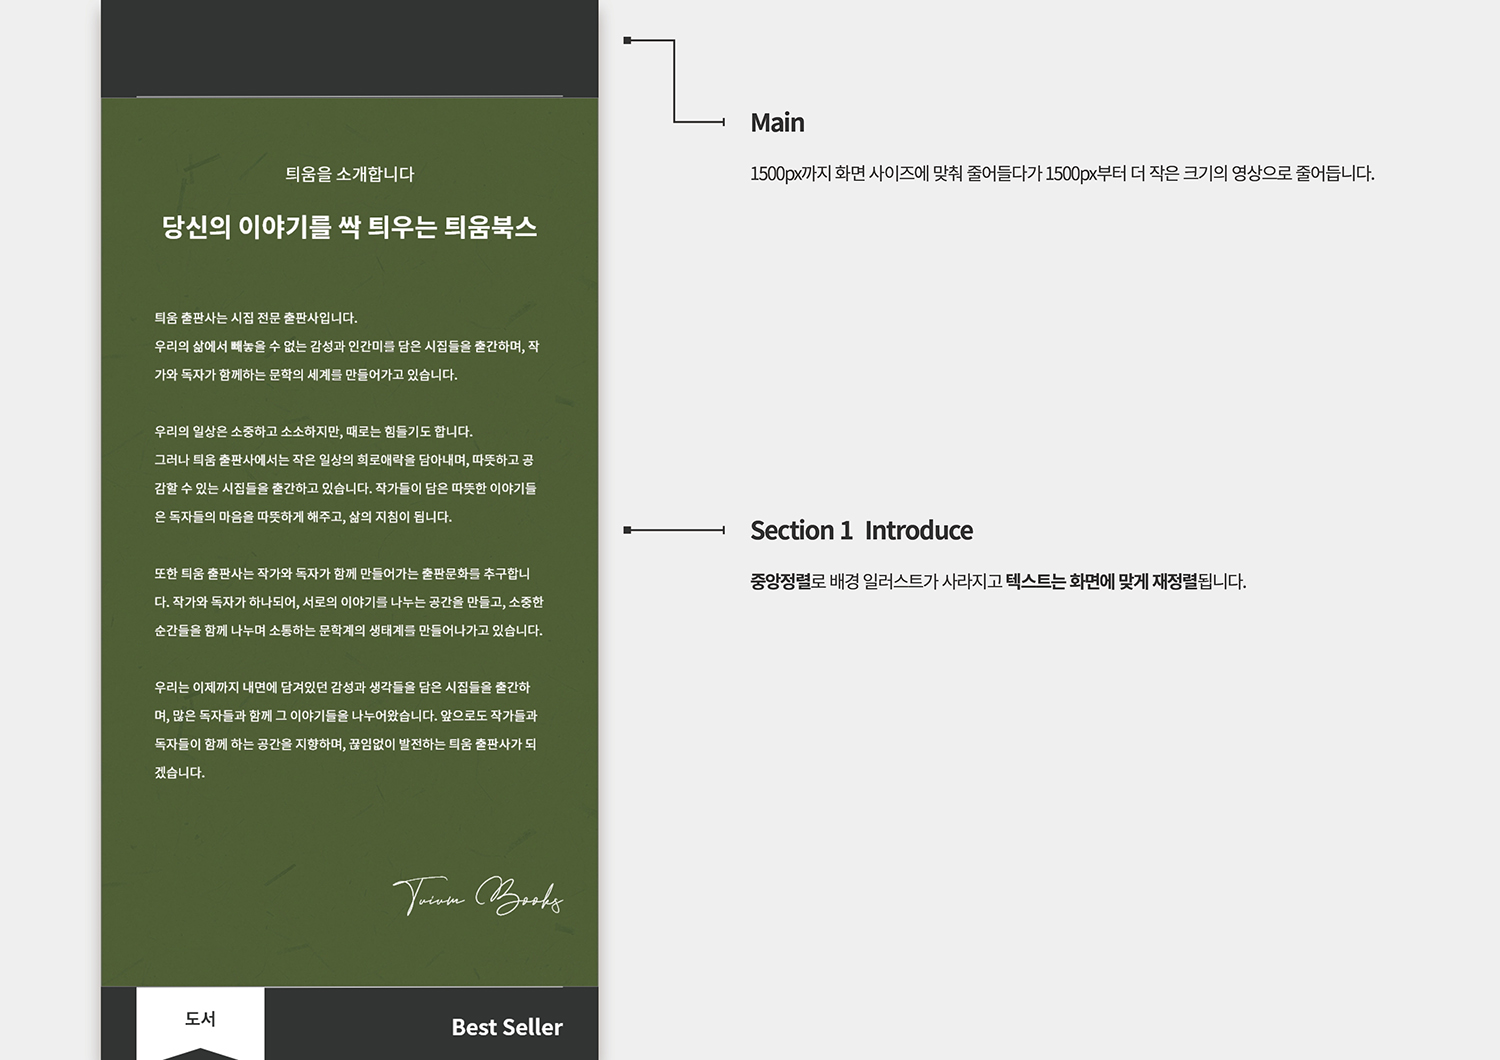 틔움을 소개합니다
당신의 이야기를 싹 틔우는 틔움북스
틔움 출판사는 시집 전문 출판사입니다.
우리의 삶에서 빼놓을 수 없는 감성과 인간미를 담은 시집들을 출간하며, 작
가와 독자가 함께하는 문학의 세계를 만들어가고 있습니다.
우리의 일상은 소중하고 소소하지만, 때로는 힘들기도 합니다.
그러나 틔움 출판사에서는 작은 일상의 희로애락을 담아내며, 따뜻하고 공
감할 수 있는 시집들을 출간하고 있습니다. 작가들이 담은 따뜻한 이야기들
은 독자들의 마음을 따뜻하게 해주고, 삶의 지침이 됩니다.
또한 틔움 출판사는 작가와 독자가 함께 만들어가는 출판문화를 추구합니
다. 작가와 독자가 하나되어, 서로의 이야기를 나누는 공간을 만들고, 소중한
순간들을 함께 나누며 소통하는 문학계의 생태계를 만들어나가고 있습니다.
우리는 이제까지 내면에 담겨있던 감성과 생각들을 담은 시집들을 출간하
며, 많은 독자들과 함께 그 이야기들을 나누어왔습니다. 앞으로도 작가들과
독자들이 함께 하는 공간을 지향하며, 끊임없이 발전하는 틔움 출판사가 되
겠습니다.
Tuium Books
도서
Best Seller
Main
1500px까지 화면 사이즈에 맞춰 줄어들다가 1500px부터 더 작은 크기의 영상으로 줄어듭니다.
Section 1 Introduce
중앙정렬로 배경 일러스트가 사라지고 텍스트는 화면에 맞게 재정렬됩니다.